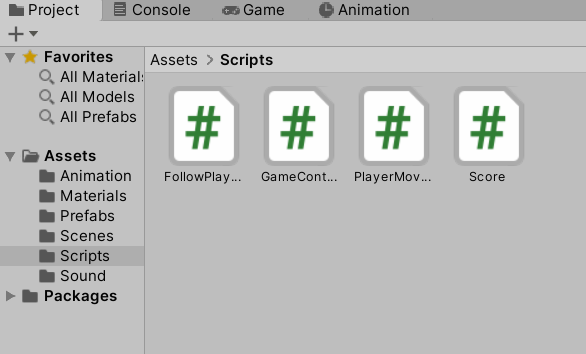 Project Console Game Animation
Favorites
All Materials
All Models
All Prefabs
Assets
Animation
Materials
Prefabs
Scenes
Scripts
Sound
Packages
Assets > Scripts
FollowPlay... GameCont... PlayerMov... Score